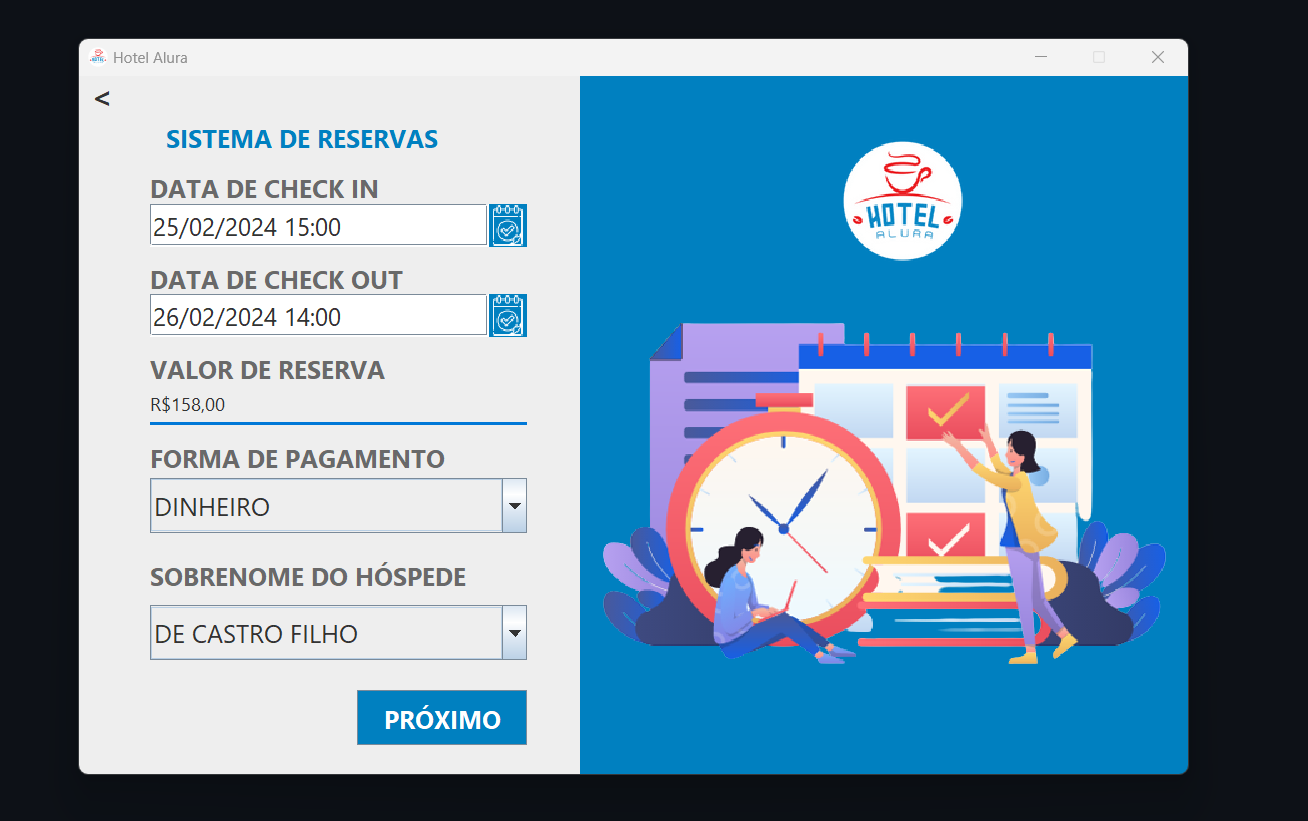 Hotel Alura
<
SISTEMA DE RESERVAS
DATA DE CHECK IN
25/02/2024 15:00
DATA DE CHECK OUT
26/02/2024 14:00
VALOR DE RESERVA
R$158,00
FORMA DE PAGAMENTO
DINHEIRO
SOBRENOME DO HÓSPEDE
DE CASTRO FILHO
PRÓXIMO
HOTEL
ALURA